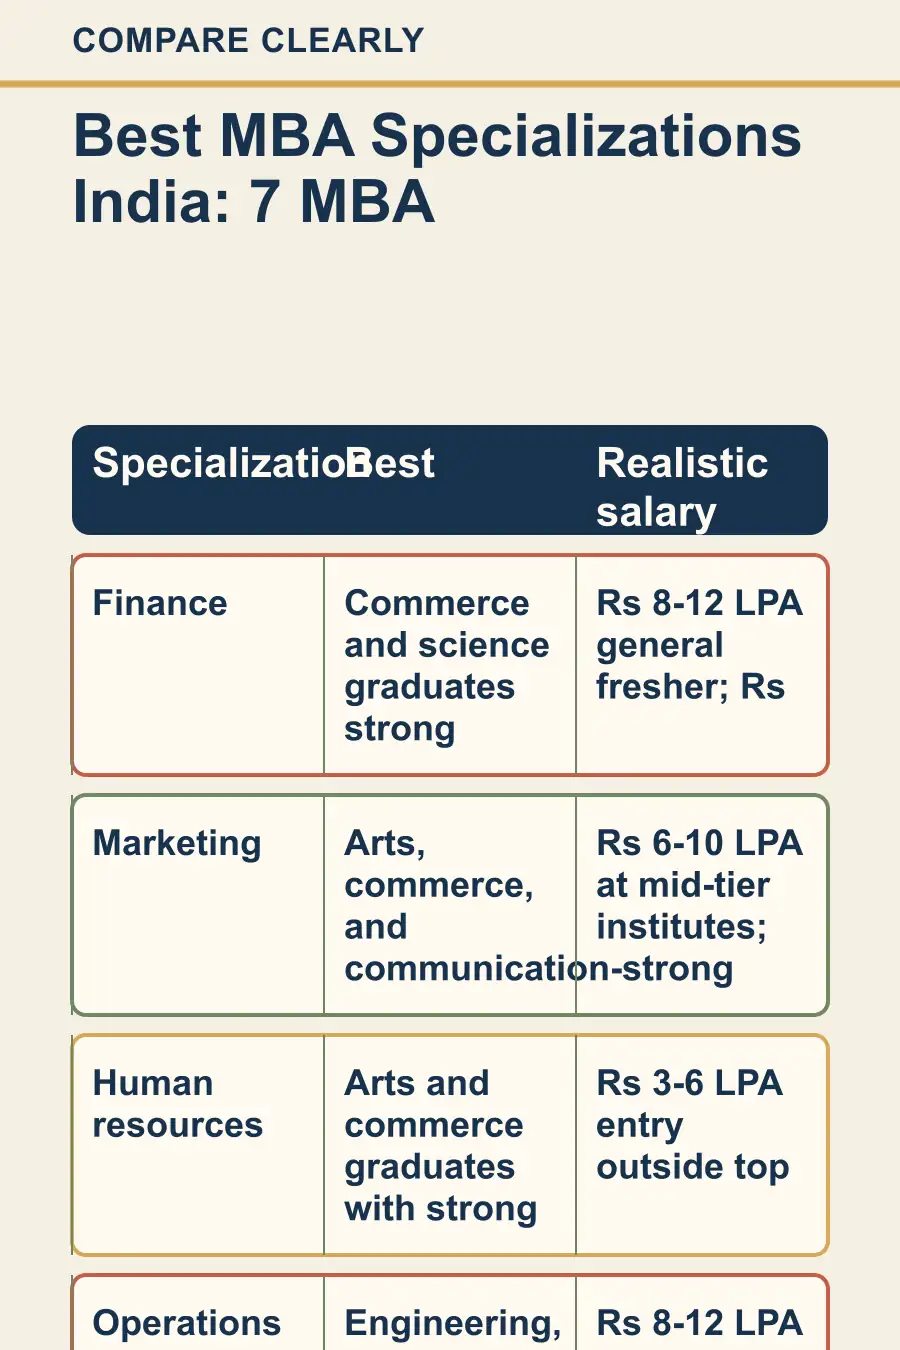 COMPARE CLEARLY
Best MBA Specializations
India: 7 MBA
Specialization Best Realistic
salary
Finance
Commerce
and science
graduates
strong
Rs 8-12 LPA
general
fresher; Rs
Marketing
Arts,
commerce,
and
communication-strong
Rs 6-10 LPA
at mid-tier
institutes;
Human
resources
Arts and
commerce
graduates
with strong
Rs 3-6 LPA
entry
outside top
Operations
Engineering,
Rs 8-12 LPA